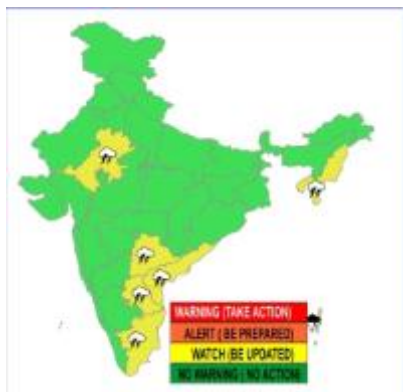 WARNING (TAKE ACTION)
ALERT ( BE PREPARED)
WATCH (BE UPDATED)
NO WARNING ( NO ACTION)